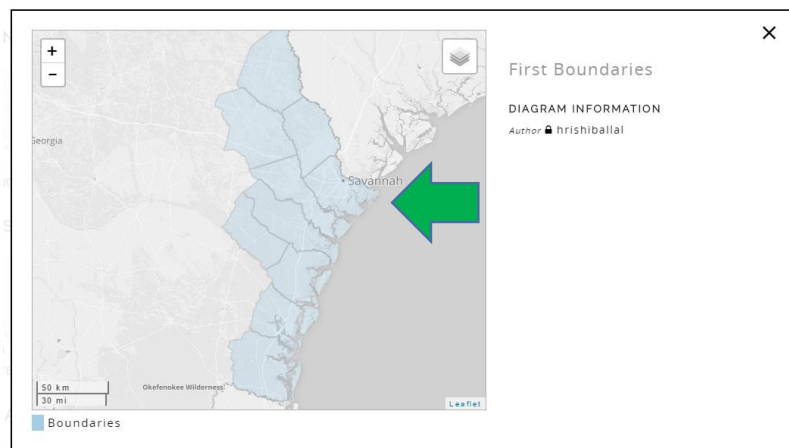 +
−
Georgia
Savannah
Okefenokee Wilderness
50 km
30 mi
Leaflet
Boundaries
×
First Boundaries
DIAGRAM INFORMATION
Author hrishiballal